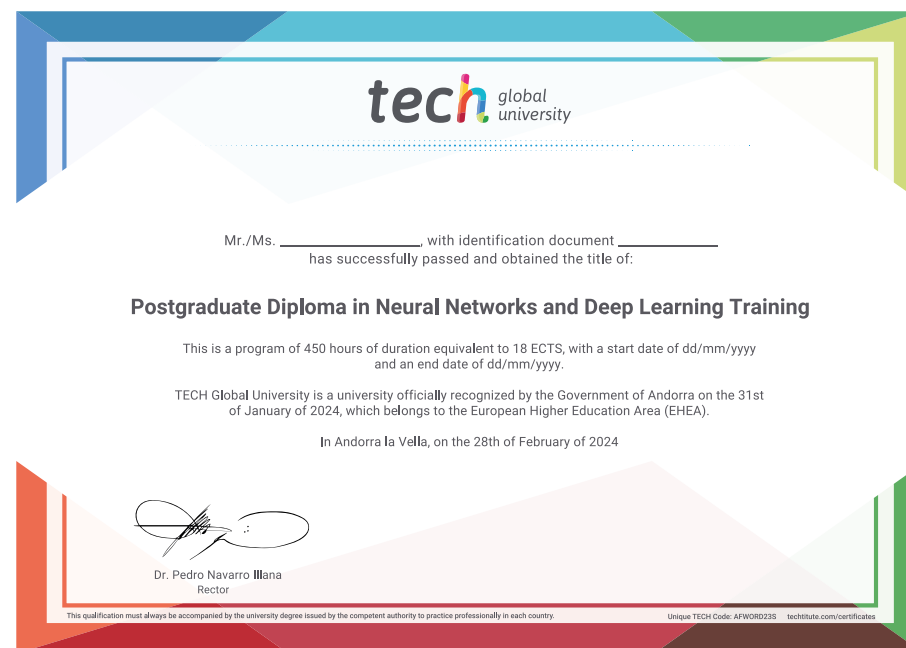 tech global university
Mr./Ms. ____________________, with identification document ______________
has successfully passed and obtained the title of:
Postgraduate Diploma in Neural Networks and Deep Learning Training
This is a program of 450 hours of duration equivalent to 18 ECTS, with a start date of dd/mm/yyyy
and an end date of dd/mm/yyyy.
TECH Global University is a university officially recognized by the Government of Andorra on the 31st
of January of 2024, which belongs to the European Higher Education Area (EHEA).
In Andorra la Vella, on the 28th of February of 2024
Dr. Pedro Navarro Illana
Rector
This qualification must always be accompanied by the university degree issued by the competent authority to practice professionally in each country. Unique TECH Code: AFWORD23S techtitute.com/certificates